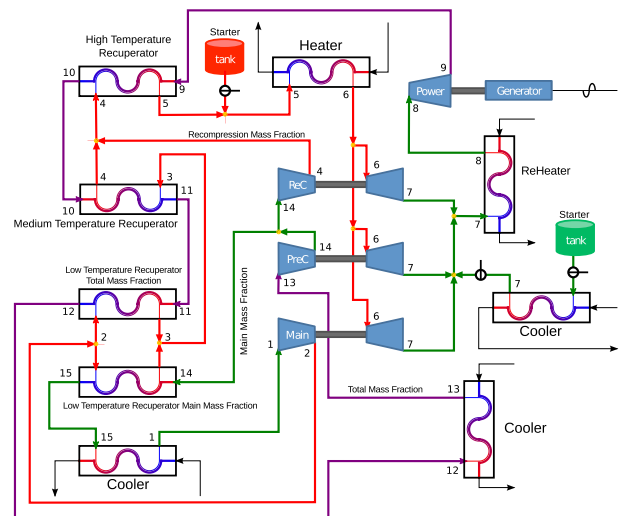 High Temperature
Recuperator
Starter
tank
Heater
9
10
9
4
5
5
6
Power
Generator
8
Recompression Mass Fraction
6
4
ReC
7
14
8
ReHeater
7
4
3
11
10
Medium Temperature Recuperator
Starter
tank
14
6
PreC
7
13
7
Cooler
Low Temperature Recuperator
Total Mass Fraction
12
11
Main Mass Fraction
2
3
6
Main
1
2
7
15
14
Low Temperature Recuperator Main Mass Fraction
Total Mass Fraction
13
Cooler
12
15
1
Cooler